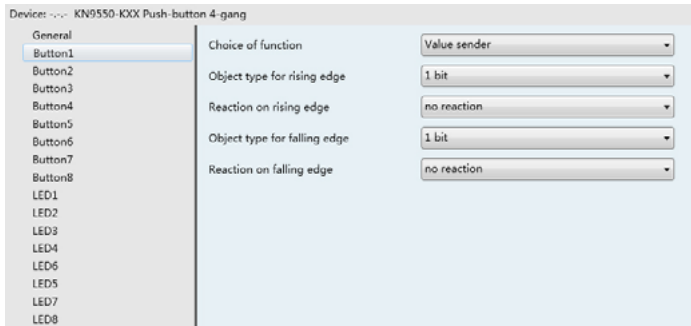 Device: -.-.- KN9550-KXX Push-button 4-gang
General
Button1
Button2
Button3
Button4
Button5
Button6
Button7
Button8
LED1
LED2
LED3
LED4
LED6
LED5
LED7
LED8
Choice of function Value sender
Object type for rising edge 1 bit
Reaction on rising edge no reaction
Object type for falling edge 1 bit
Reaction on falling edge no reaction